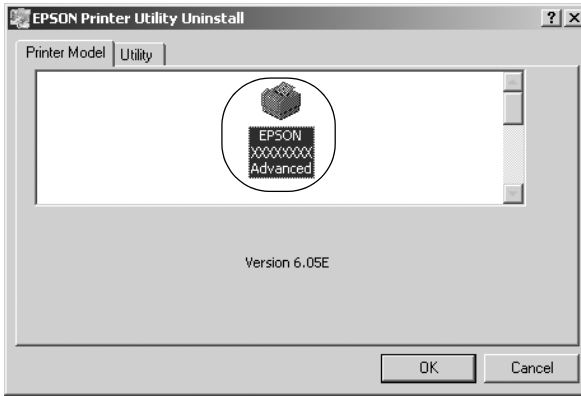 EPSON Printer Utility Uninstall
Printer Model
Utility
EPSON
XXXXXXXX
Advanced
Version 6.05E
OK
Cancel